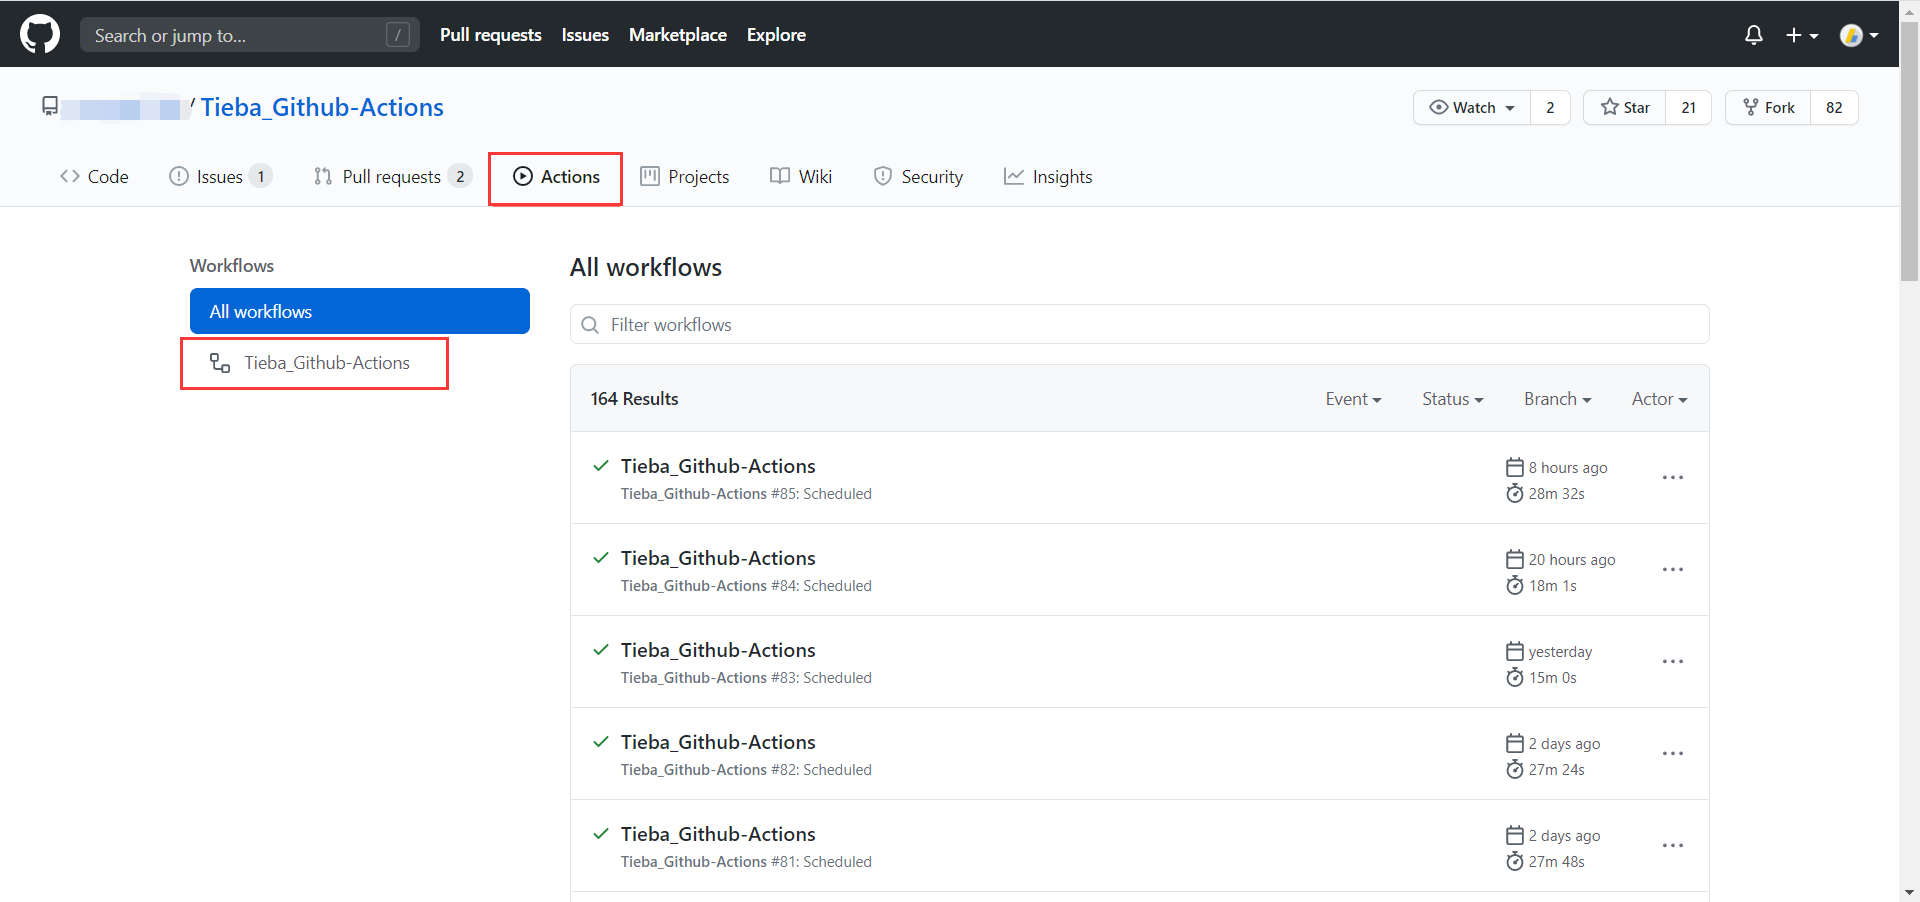 Search or jump to... /
Pull requests Issues Marketplace Explore
/ Tieba_Github-Actions
Watch 2 Star 21 Fork 82
Code Issues 1 Pull requests 2 Actions Projects Wiki Security Insights
Workflows
All workflows
Tieba_Github-Actions
All workflows
Filter workflows
164 Results Event Status Branch Actor
Tieba_Github-Actions
8 hours ago
Tieba_Github-Actions #85: Scheduled
28m 32s
Tieba_Github-Actions
20 hours ago
Tieba_Github-Actions #84: Scheduled
18m 1s
Tieba_Github-Actions
yesterday
Tieba_Github-Actions #83: Scheduled
15m 0s
Tieba_Github-Actions
2 days ago
Tieba_Github-Actions #82: Scheduled
27m 24s
Tieba_Github-Actions
2 days ago
Tieba_Github-Actions #81: Scheduled
27m 48s